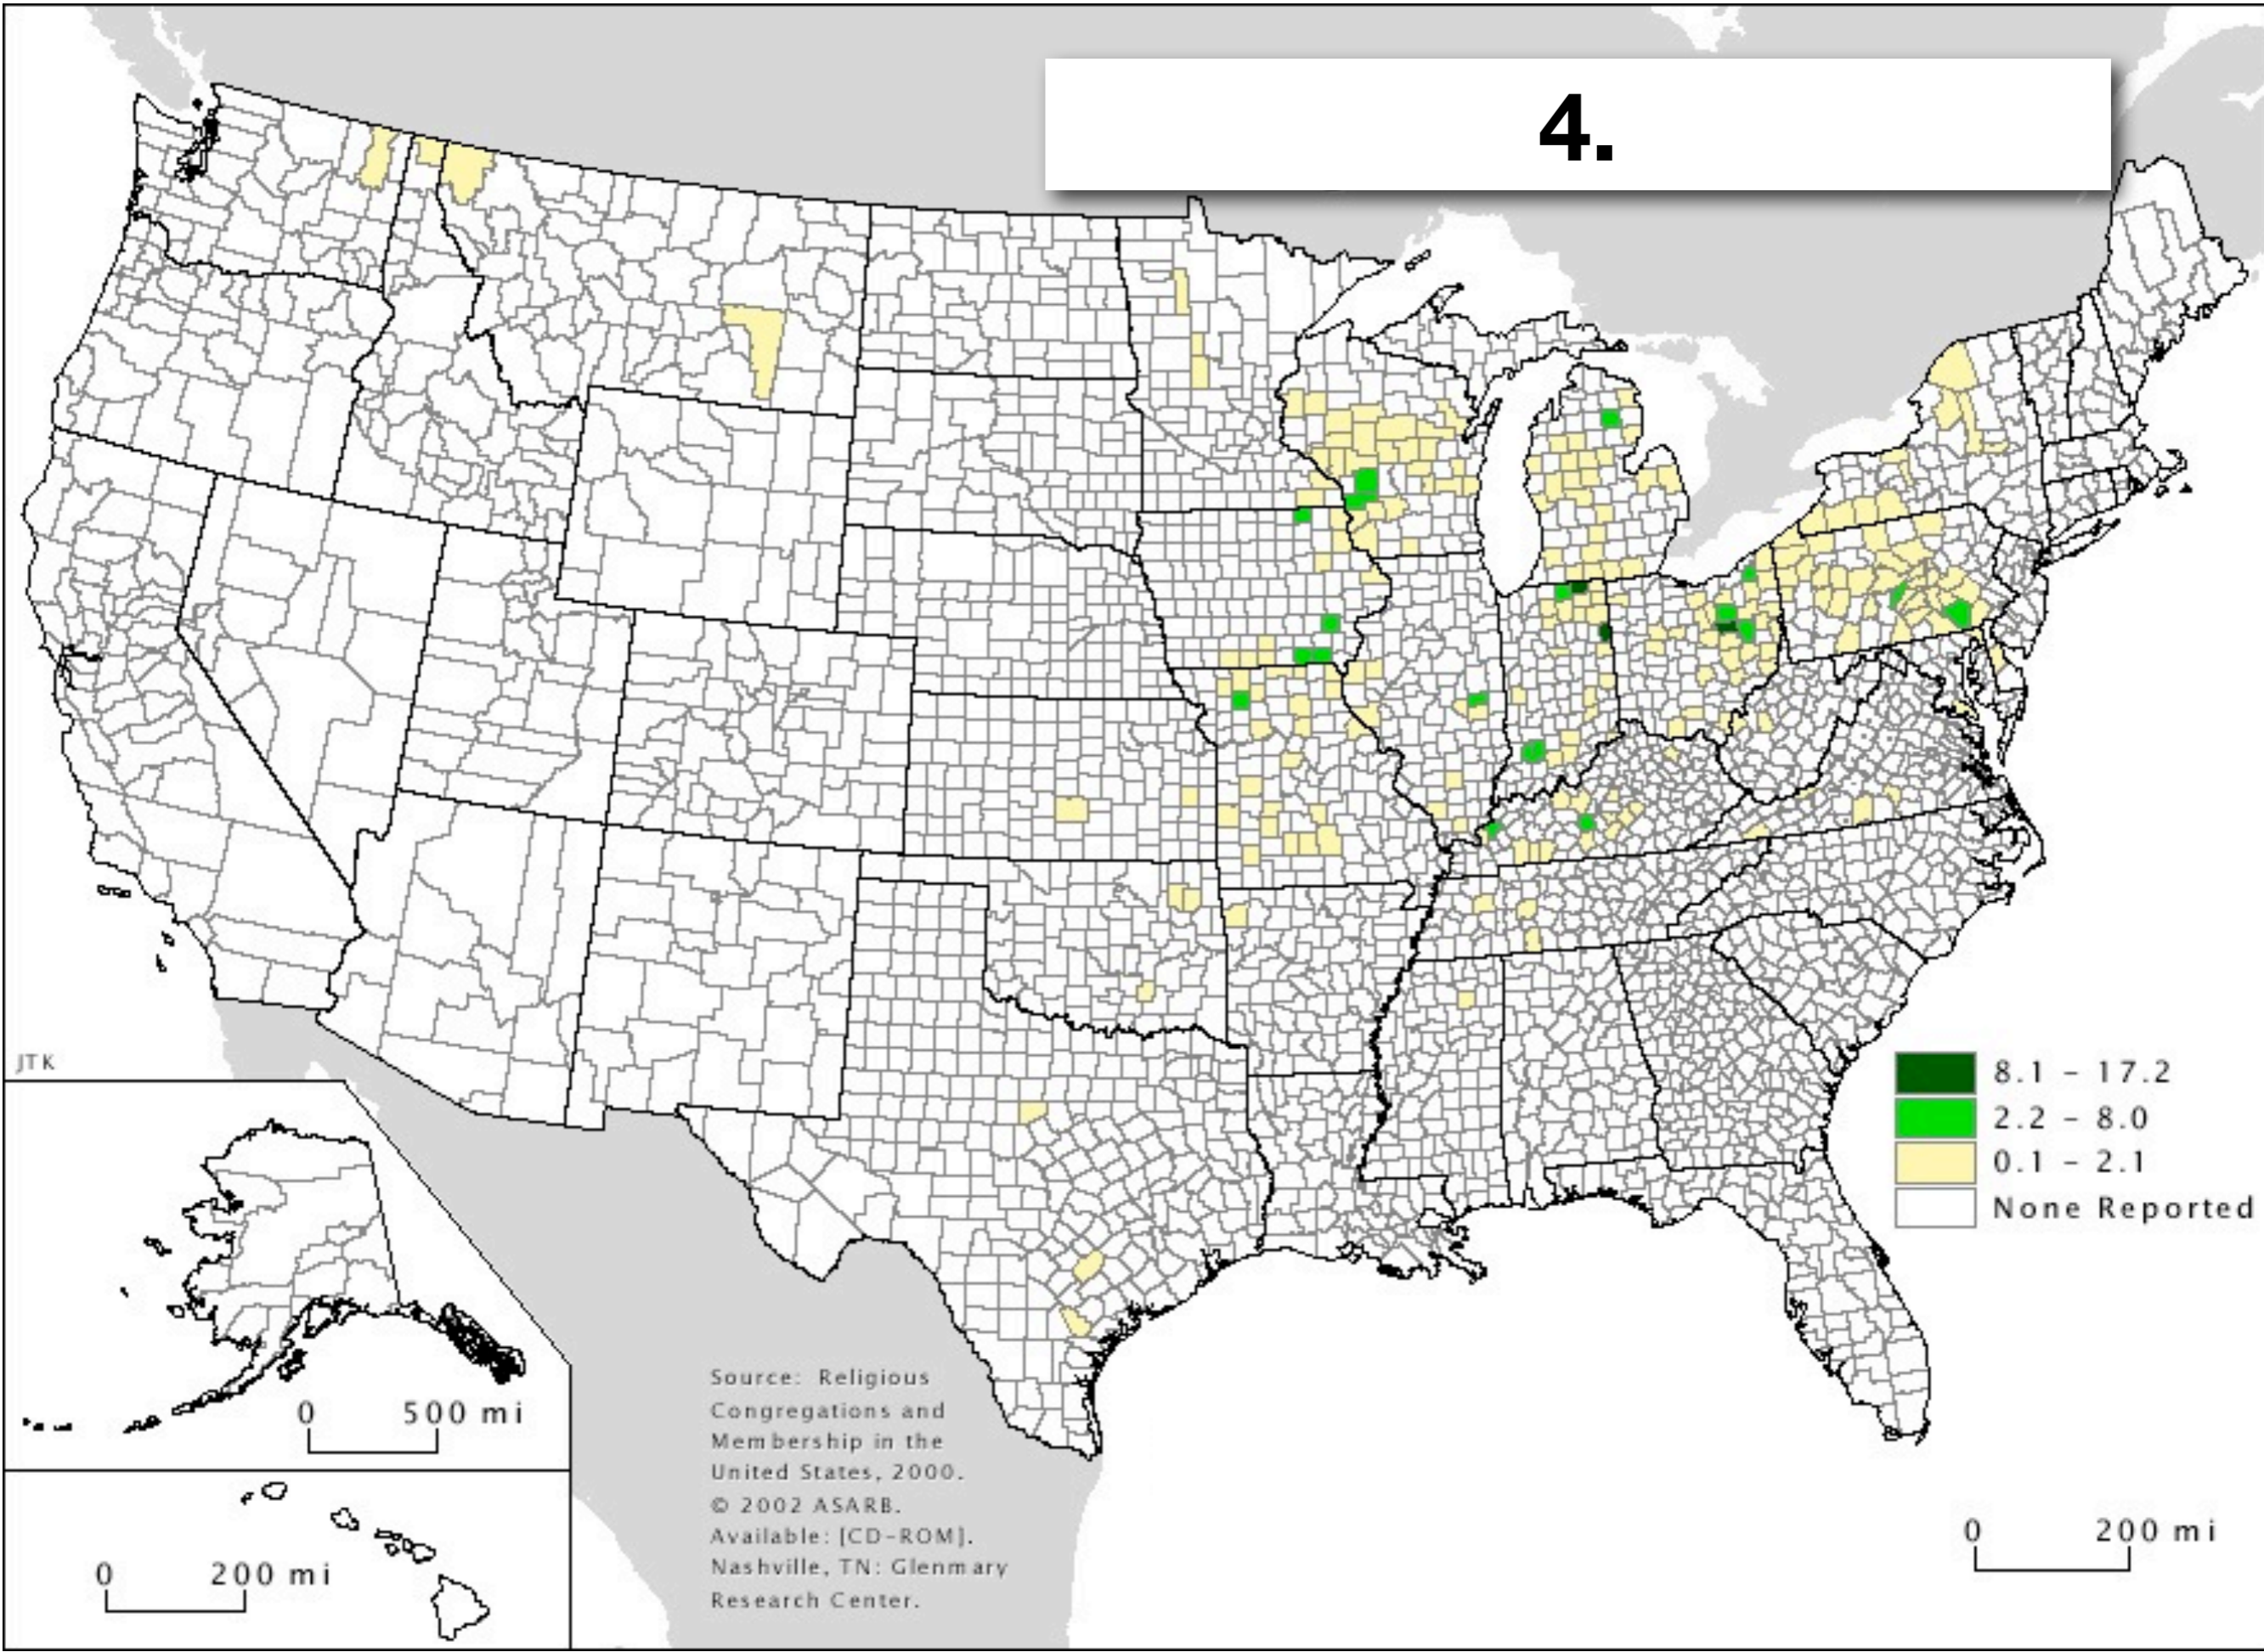 4.
JTK
8.1 - 17.2
2.2 - 8.0
0.1 - 2.1
None Reported
0 500 mi
0 200 mi
Source: Religious
Congregations and
Membership in the
United States, 2000.
© 2002 ASARB.
Available: [CD-ROM].
Nashville, TN: Glenmary
Research Center.
0 200 mi